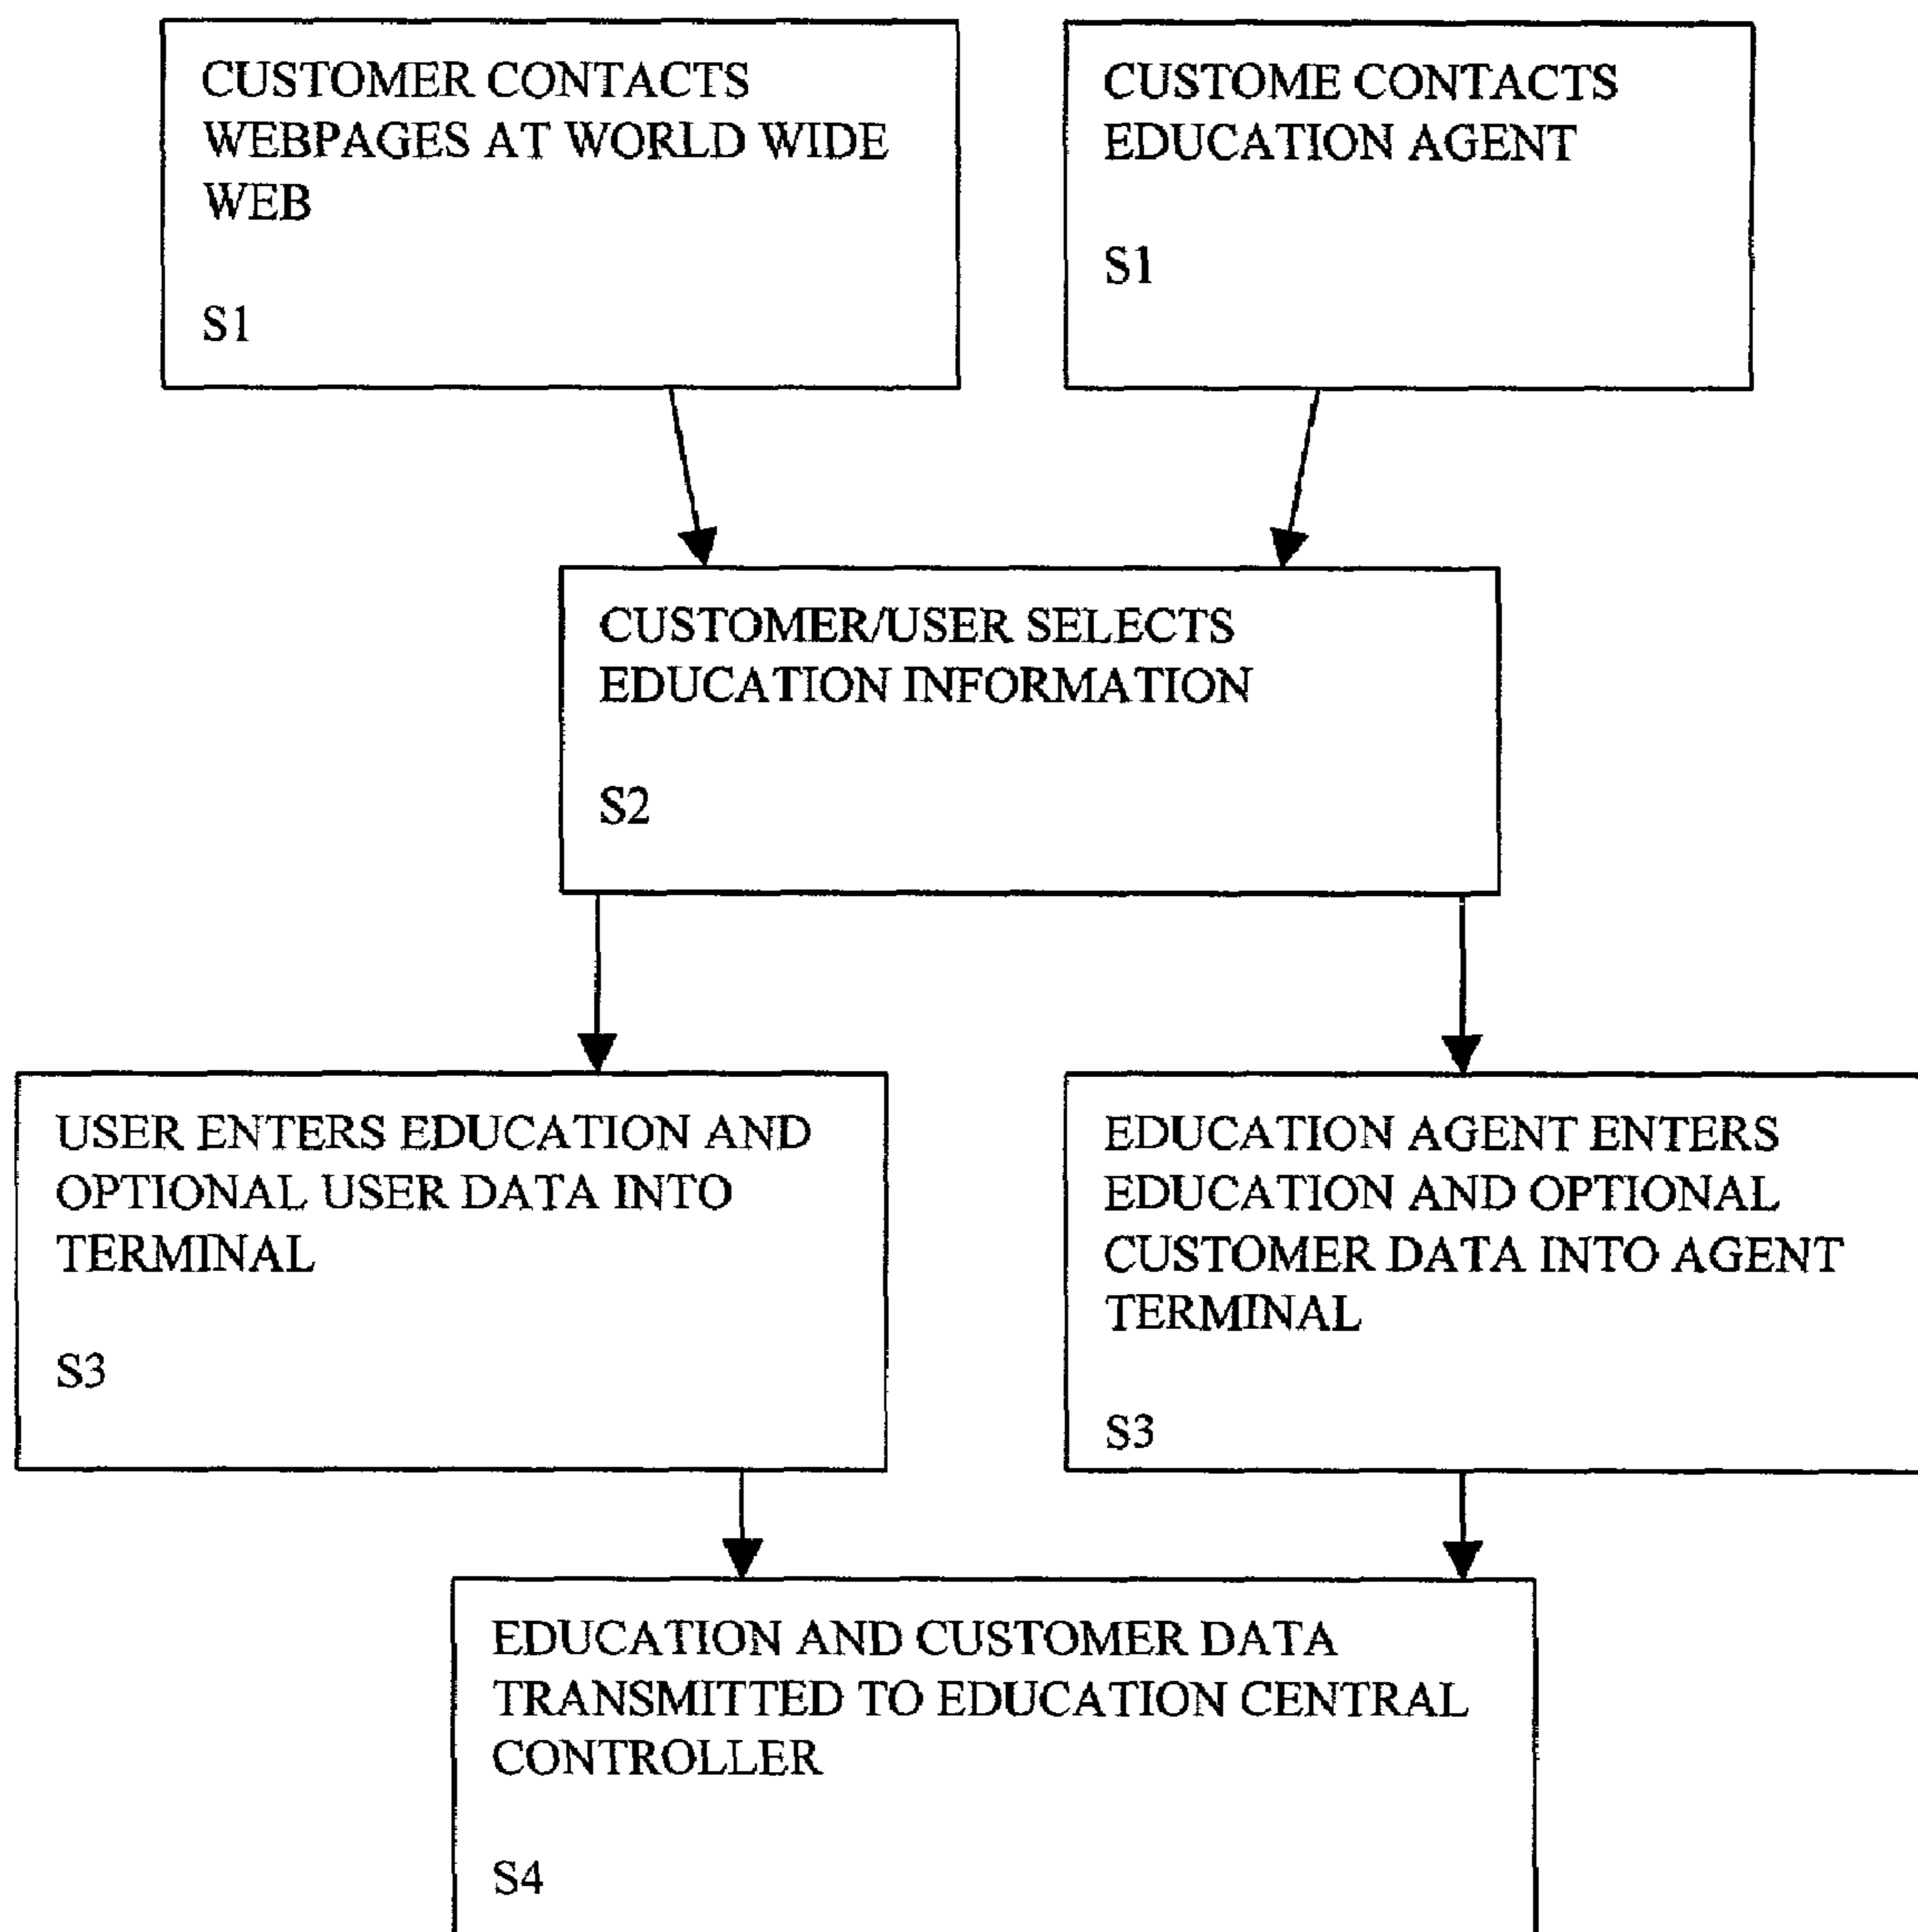 CUSTOMER CONTACTS
WEBPAGES AT WORLD WIDE
WEB
S1
CUSTOME CONTACTS
EDUCATION AGENT
S1
CUSTOMER/USER SELECTS
EDUCATION INFORMATION
S2
USER ENTERS EDUCATION AND
OPTIONAL USER DATA INTO
TERMINAL
S3
EDUCATION AGENT ENTERS
EDUCATION AND OPTIONAL
CUSTOMER DATA INTO AGENT
TERMINAL
S3
EDUCATION AND CUSTOMER DATA
TRANSMITTED TO EDUCATION CENTRAL
CONTROLLER
S4